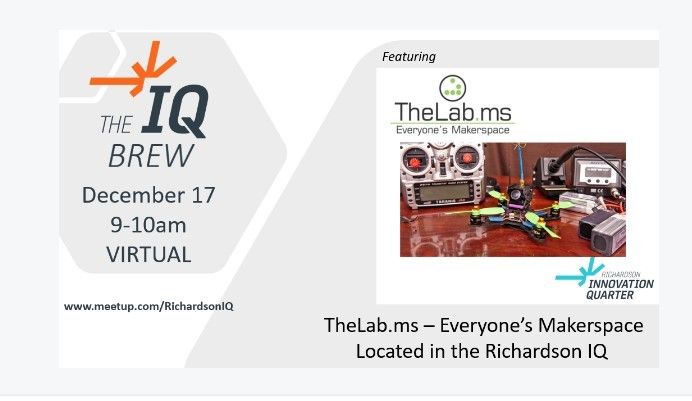 THE IQ
BREW
December 17
9-10am
VIRTUAL
www.meetup.com/RichardsonIQ
Featuring
TheLab.ms
Everyone's Makerspace
RICHARDSON
INNOVATION
QUARTER
TheLab.ms – Everyone's Makerspace
Located in the Richardson IQ